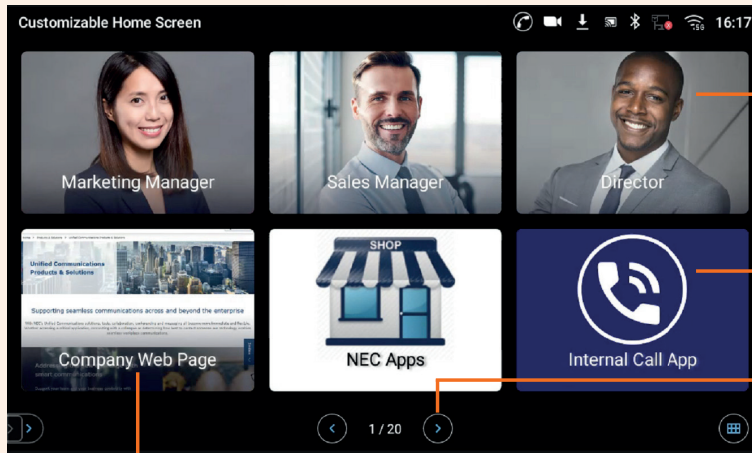 Customizable Home Screen
5G 16:17
Marketing Manager
Sales Manager
Director
Unified Communications
Products & Solutions
Supporting seamless communications across and beyond the enterprise
Company Web Page
SHOP
NEC Apps
Internal Call App
1 / 20